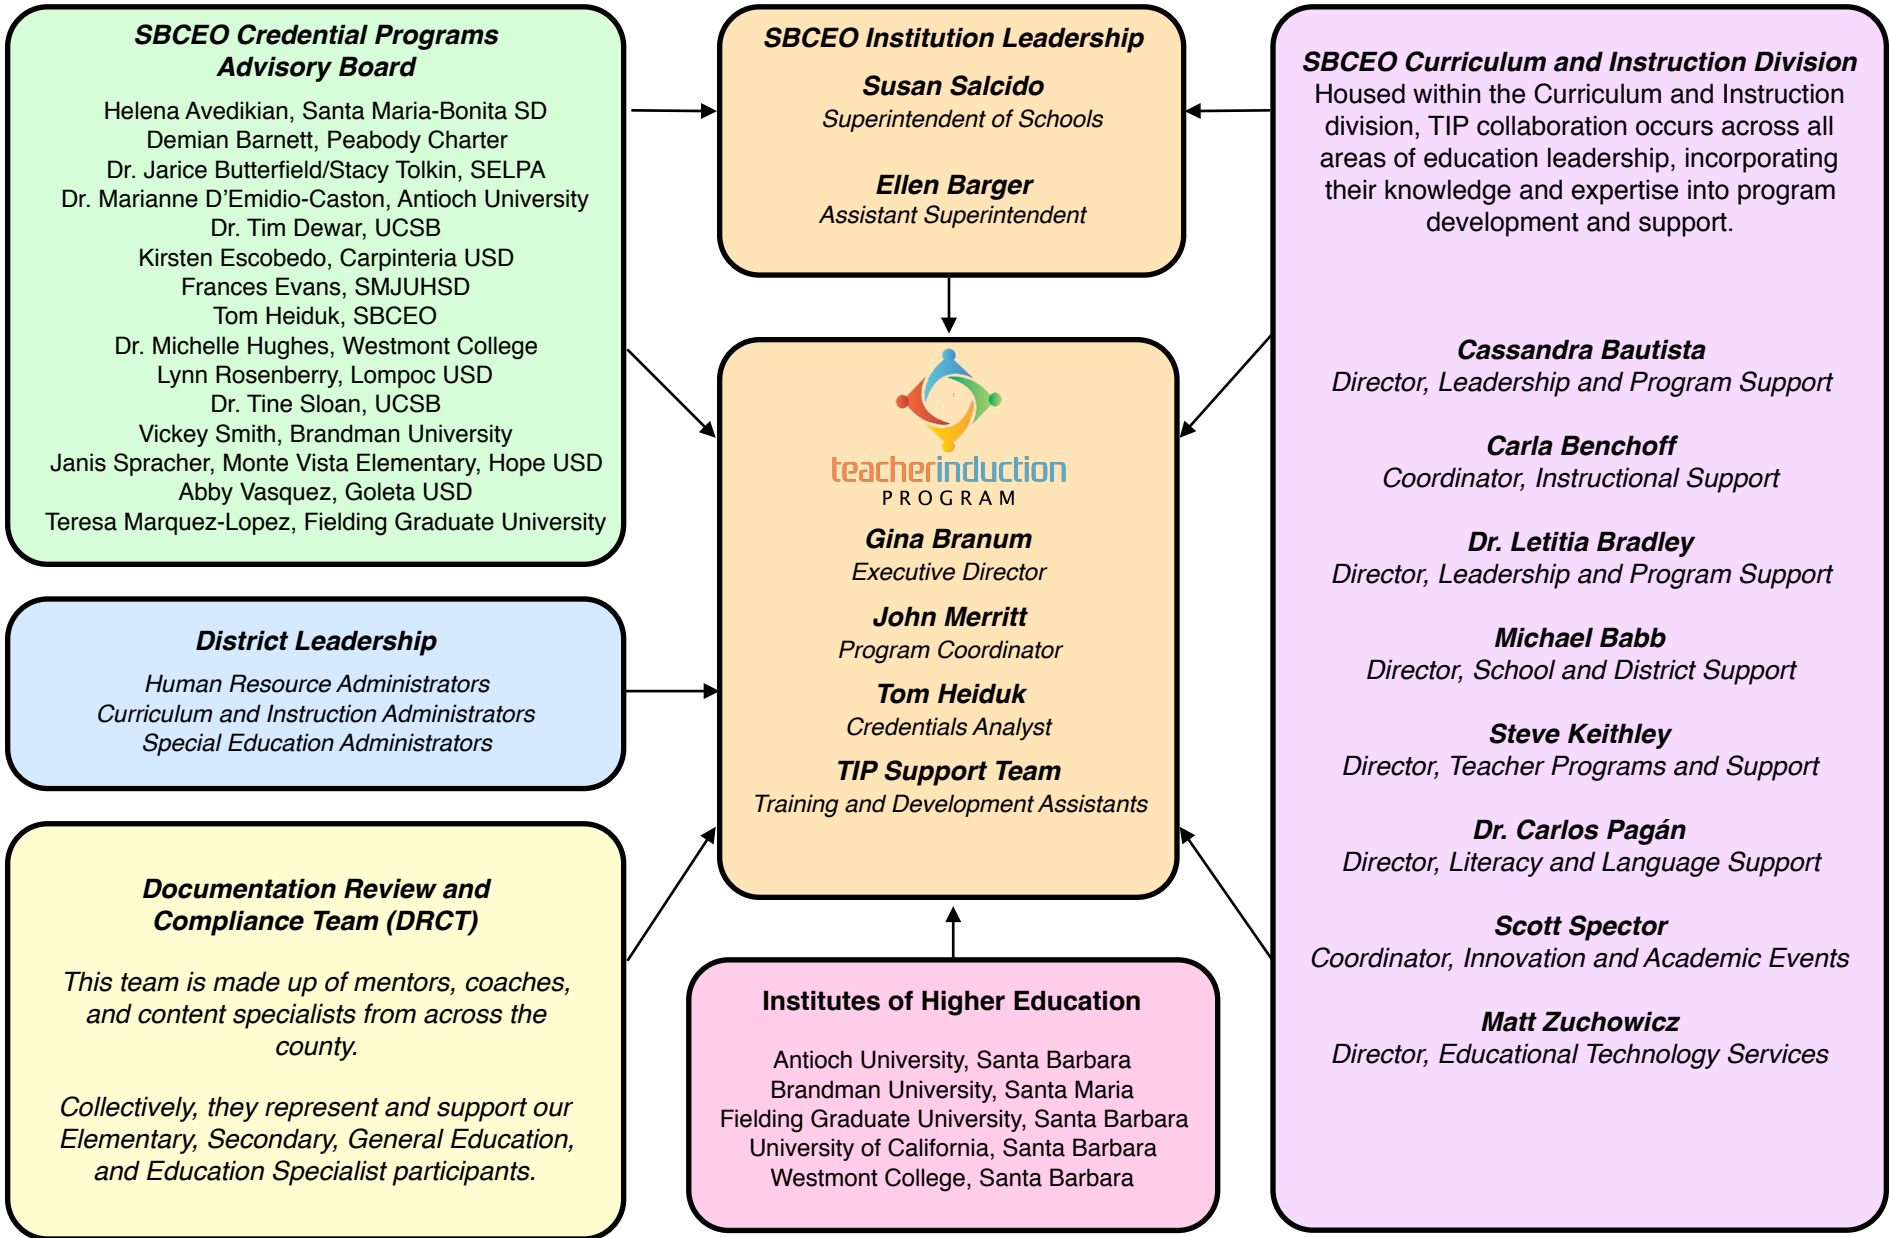 SBCEO Credential Programs
Advisory Board
Helena Avedikian, Santa Maria-Bonita SD
Demian Barnett, Peabody Charter
Dr. Jarice Butterfield/Stacy Tolkin, SELPA
Dr. Marianne D’Emidio-Caston, Antioch University
Dr. Tim Dewar, UCSB
Kirsten Escobedo, Carpinteria USD
Frances Evans, SMJUHSD
Tom Heiduk, SBCEO
Dr. Michelle Hughes, Westmont College
Lynn Rosenberry, Lompoc USD
Dr. Tine Sloan, UCSB
Vickey Smith, Brandman University
Janis Spracher, Monte Vista Elementary, Hope USD
Abby Vasquez, Goleta USD
Teresa Marquez-Lopez, Fielding Graduate University
District Leadership
Human Resource Administrators
Curriculum and Instruction Administrators
Special Education Administrators
Documentation Review and
Compliance Team (DRCT)
This team is made up of mentors, coaches,
and content specialists from across the
county.
Collectively, they represent and support our
Elementary, Secondary, General Education,
and Education Specialist participants.
SBCEO Institution Leadership
Susan Salcido
Superintendent of Schools
Ellen Barger
Assistant Superintendent
teacherinduction
PROGRAM
Gina Branum
Executive Director
John Merritt
Program Coordinator
Tom Heiduk
Credentials Analyst
TIP Support Team
Training and Development Assistants
Institutes of Higher Education
Antioch University, Santa Barbara
Brandman University, Santa Maria
Fielding Graduate University, Santa Barbara
University of California, Santa Barbara
Westmont College, Santa Barbara
SBCEO Curriculum and Instruction Division
Housed within the Curriculum and Instruction
division, TIP collaboration occurs across all
areas of education leadership, incorporating
their knowledge and expertise into program
development and support.
Cassandra Bautista
Director, Leadership and Program Support
Carla Benchoff
Coordinator, Instructional Support
Dr. Letitia Bradley
Director, Leadership and Program Support
Michael Babb
Director, School and District Support
Steve Keithley
Director, Teacher Programs and Support
Dr. Carlos Pagán
Director, Literacy and Language Support
Scott Spector
Coordinator, Innovation and Academic Events
Matt Zuchowicz
Director, Educational Technology Services